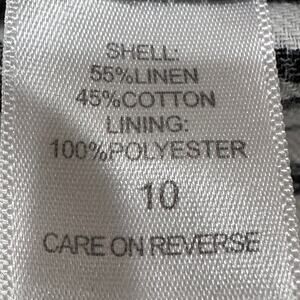 SHELL:
55%LINEN
45%COTTON
LINING:
100%POLYESTER
10
CARE ON REVERSE